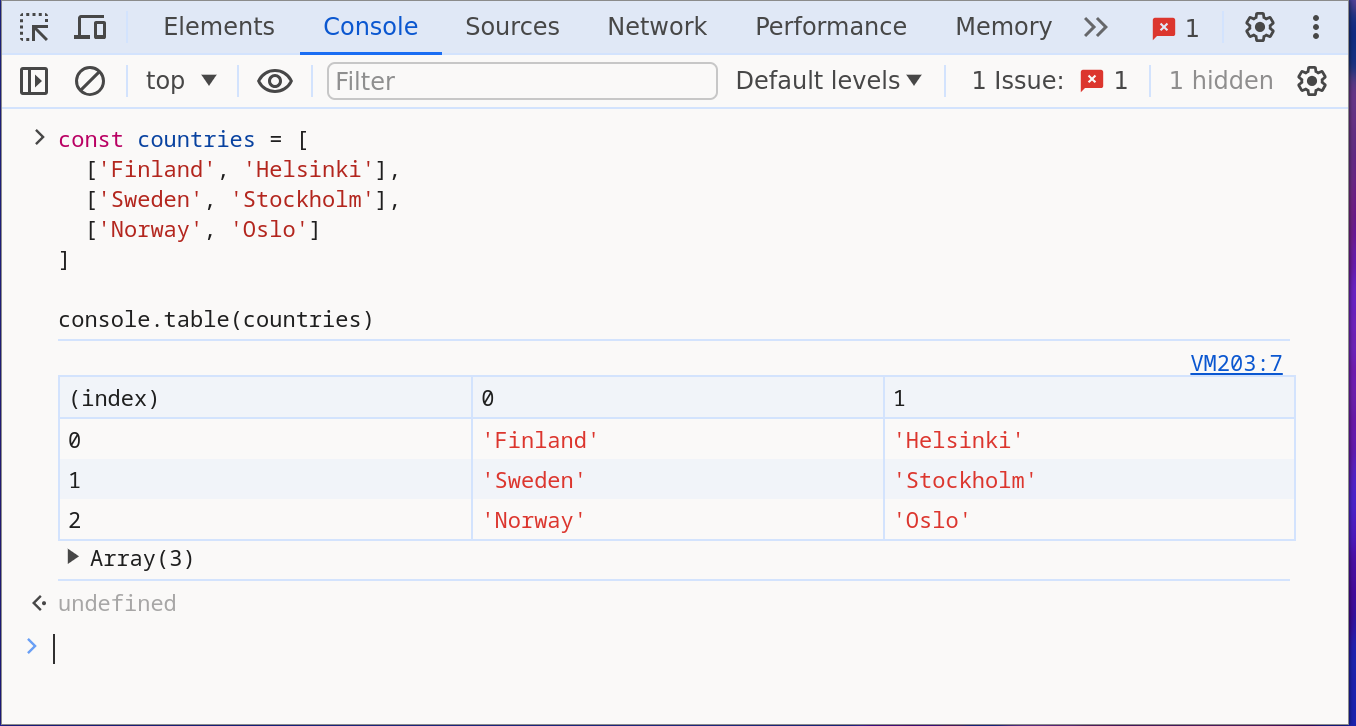 Elements Console Sources Network Performance Memory 1
top Filter Default levels 1 Issue: 1 1 hidden
const countries = [
  ['Finland', 'Helsinki'],
  ['Sweden', 'Stockholm'],
  ['Norway', 'Oslo']
]
console.table(countries)
VM203:7
(index) 0 1
0 'Finland' 'Helsinki'
1 'Sweden' 'Stockholm'
2 'Norway' 'Oslo'
Array(3)
undefined